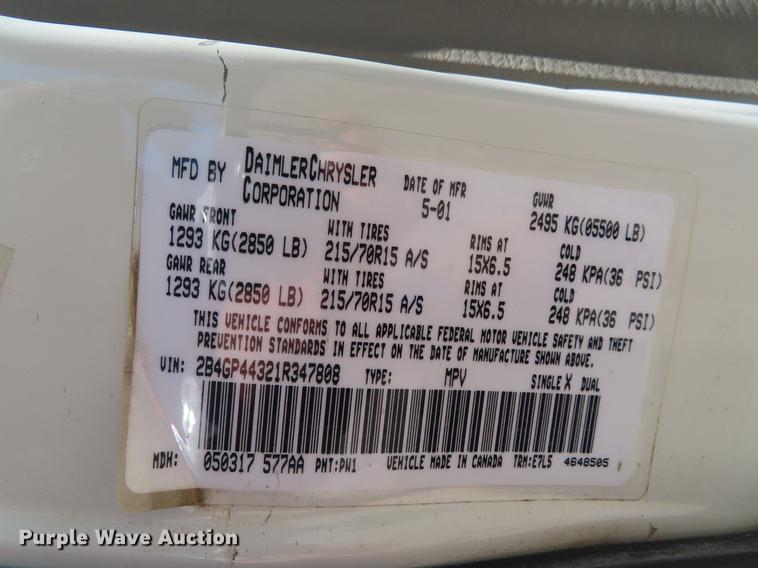 MFD BY DAIMLERCHRYSLER CORPORATION DATE OF MFR 5-01 GVWR 2495 KG(05500 LB)
GAWR FRONT WITH TIRES RIMS AT COLD
1293 KG(2850 LB) 215/70R15 A/S 15X6.5 248 KPA(36 PSI)
GAWR REAR WITH TIRES RIMS AT COLD
1293 KG(2850 LB) 215/70R15 A/S 15X6.5 248 KPA(36 PSI)
THIS VEHICLE CONFORMS TO ALL APPLICABLE FEDERAL MOTOR VEHICLE SAFETY AND THEFT
PREVENTION STANDARDS IN EFFECT ON THE DATE OF MANUFACTURE SHOWN ABOVE.
VIN: 2B4GP44321R347808 TYPE: MPV SINGLE X DUAL
MDH: 050317 577AA PNT:PW1 VEHICLE MADE IN CANADA TRM:E7L5 4648505
Purple Wave Auction